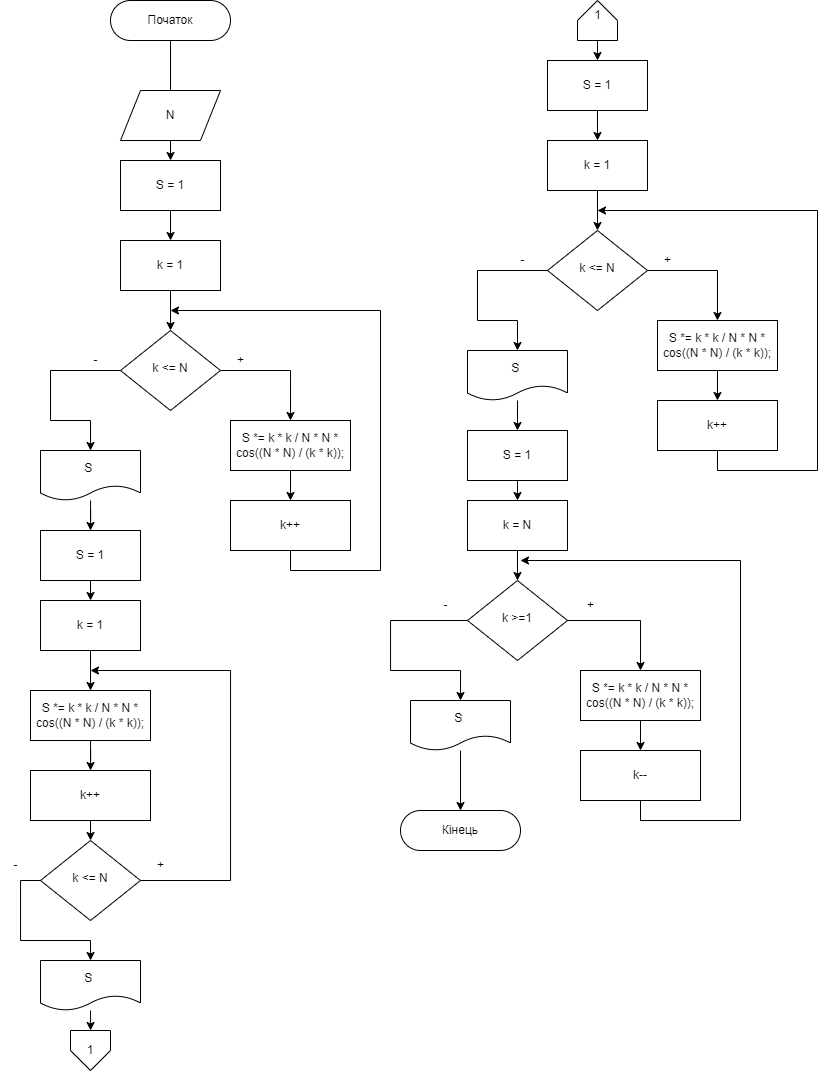 Початок
N
S = 1
k = 1
k <= N
-
+
S *= k * k / N * N *
cos((N * N) / (k * k));
k++
S
S = 1
k = 1
S *= k * k / N * N *
cos((N * N) / (k * k));
k++
k <= N
-
+
S
1
1
S = 1
k = 1
k <= N
-
+
S *= k * k / N * N *
cos((N * N) / (k * k));
k++
S
S = 1
k = N
k >=1
-
+
S *= k * k / N * N *
cos((N * N) / (k * k));
k--
S
Кінець